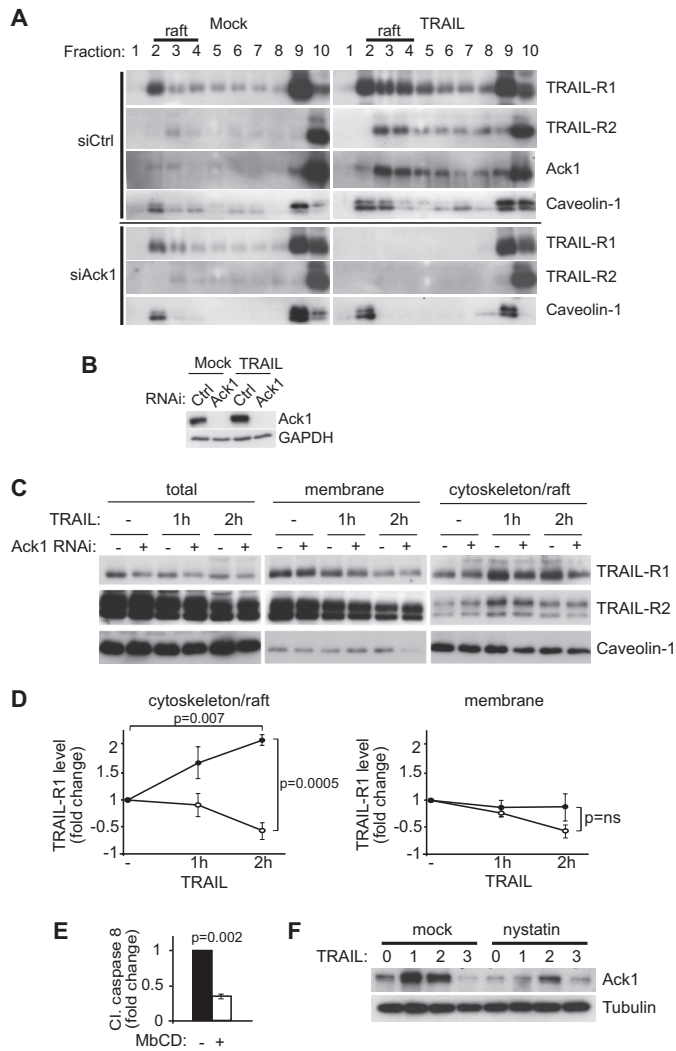 A
raft Mock raft TRAIL
Fraction: 1 2 3 4 5 6 7 8 9 10 1 2 3 4 5 6 7 8 9 10
siCtrl
TRAIL-R1
TRAIL-R2
Ack1
Caveolin-1
siAck1
TRAIL-R1
TRAIL-R2
Caveolin-1
B
Mock TRAIL
RNAi: Ctrl Ack1 Ctrl Ack1
Ack1
GAPDH
C
total membrane cytoskeleton/raft
TRAIL: - 1h 2h - 1h 2h - 1h 2h
Ack1 RNAi: - + - + - + - + - + - + - + - + - +
TRAIL-R1
TRAIL-R2
Caveolin-1
D
cytoskeleton/raft
p=0.007
TRAIL-R1 level
(fold change)
2
1.5
1
-0.5
-1
p=0.0005
- 1h 2h
TRAIL
membrane
TRAIL-R1 level
(fold change)
2
1.5
1
-0.5
-1
p=ns
- 1h 2h
TRAIL
E
p=0.002
Cl. caspase 8
(fold change)
1
0.5
0
MbCD: - +
F
mock nystatin
TRAIL: 0 1 2 3 0 1 2 3
Ack1
Tubulin